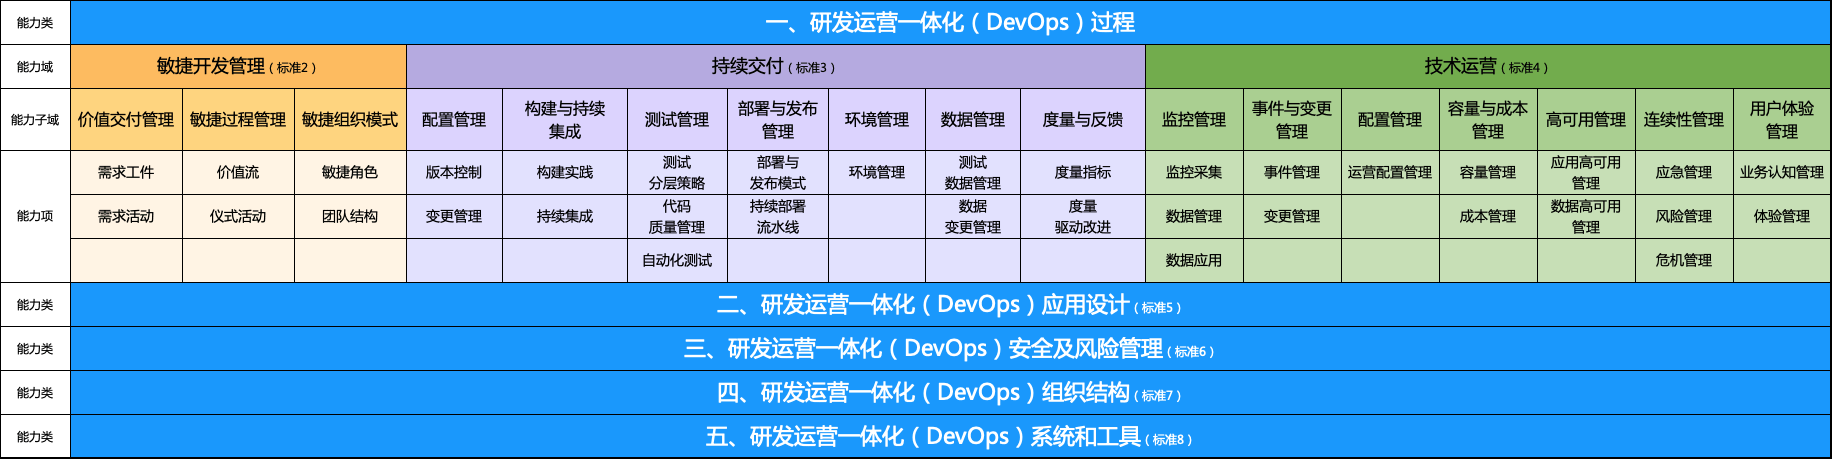 能力类
一、研发运营一体化（DevOps）过程
能力域
敏捷开发管理（标准2）
持续交付（标准3）
技术运营（标准4）
能力子域
价值交付管理
敏捷过程管理
敏捷组织模式
配置管理
构建与持续
集成
测试管理
部署与发布
管理
环境管理
数据管理
度量与反馈
监控管理
事件与变更
管理
配置管理
容量与成本
管理
高可用管理
连续性管理
用户体验
管理
能力项
需求工件
价值流
敏捷角色
版本控制
构建实践
测试
分层策略
部署与
发布模式
环境管理
测试
数据管理
度量指标
监控采集
事件管理
运营配置管理
容量管理
应用高可用
管理
应急管理
业务认知管理
需求活动
仪式活动
团队结构
变更管理
持续集成
代码
质量管理
持续部署
流水线
数据
变更管理
度量
驱动改进
数据管理
变更管理
成本管理
数据高可用
管理
风险管理
体验管理
自动化测试
数据应用
危机管理
能力类
二、研发运营一体化（DevOps）应用设计（标准5）
能力类
三、研发运营一体化（DevOps）安全及风险管理（标准6）
能力类
四、研发运营一体化（DevOps）组织结构（标准7）
能力类
五、研发运营一体化（DevOps）系统和工具（标准8）